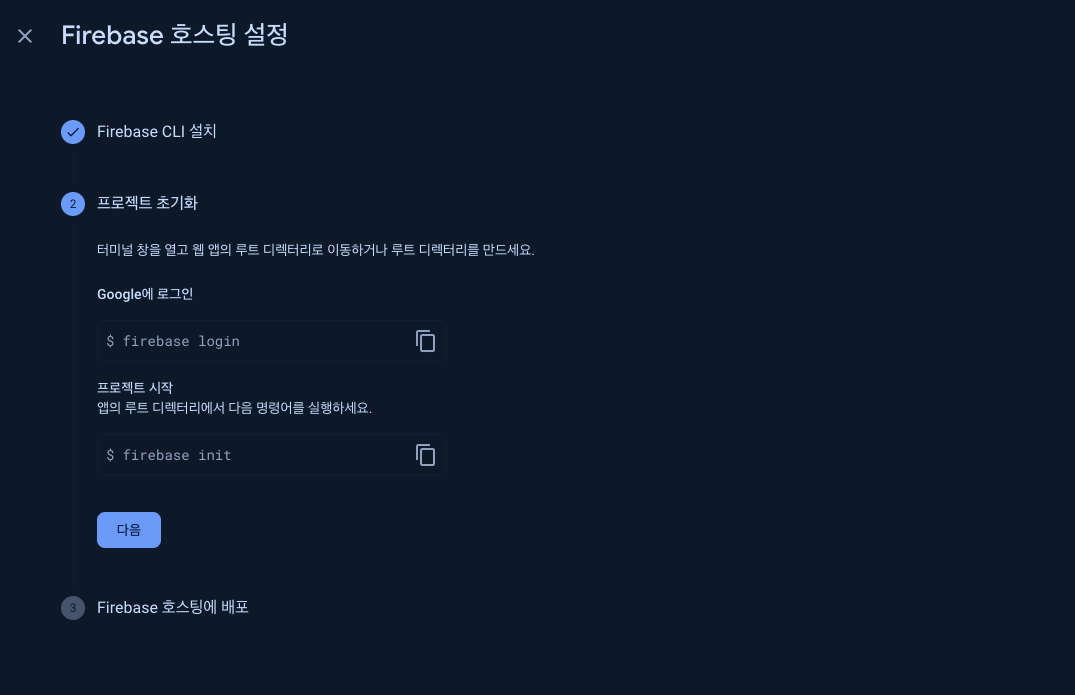 Firebase 호스팅 설정
Firebase CLI 설치
2
프로젝트 초기화
터미널 창을 열고 웹 앱의 루트 디렉터리로 이동하거나 루트 디렉터리를 만드세요.
Google에 로그인
$ firebase login
프로젝트 시작
앱의 루트 디렉터리에서 다음 명령어를 실행하세요.
$ firebase init
다음
3
Firebase 호스팅에 배포